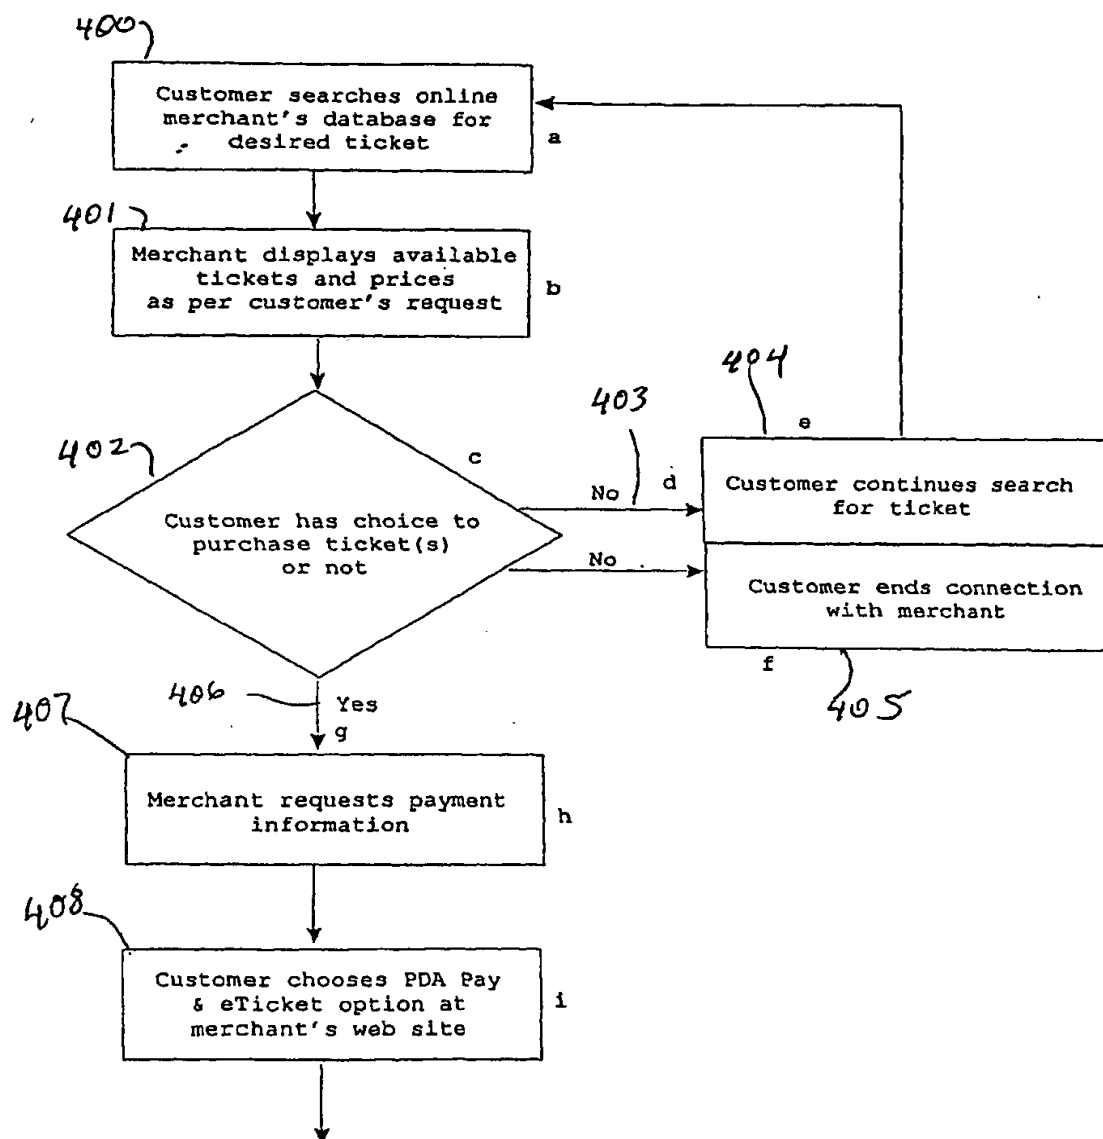 400
Customer searches online
merchant's database for
desired ticket
a
401
Merchant displays available
tickets and prices
as per customer's request
b
402
c
Customer has choice to
purchase ticket(s)
or not
403
No
d
404
e
Customer continues search
for ticket
No
Customer ends connection
with merchant
f
405
406
Yes
g
407
Merchant requests payment
information
h
408
Customer chooses PDA Pay
& eTicket option at
merchant's web site
i